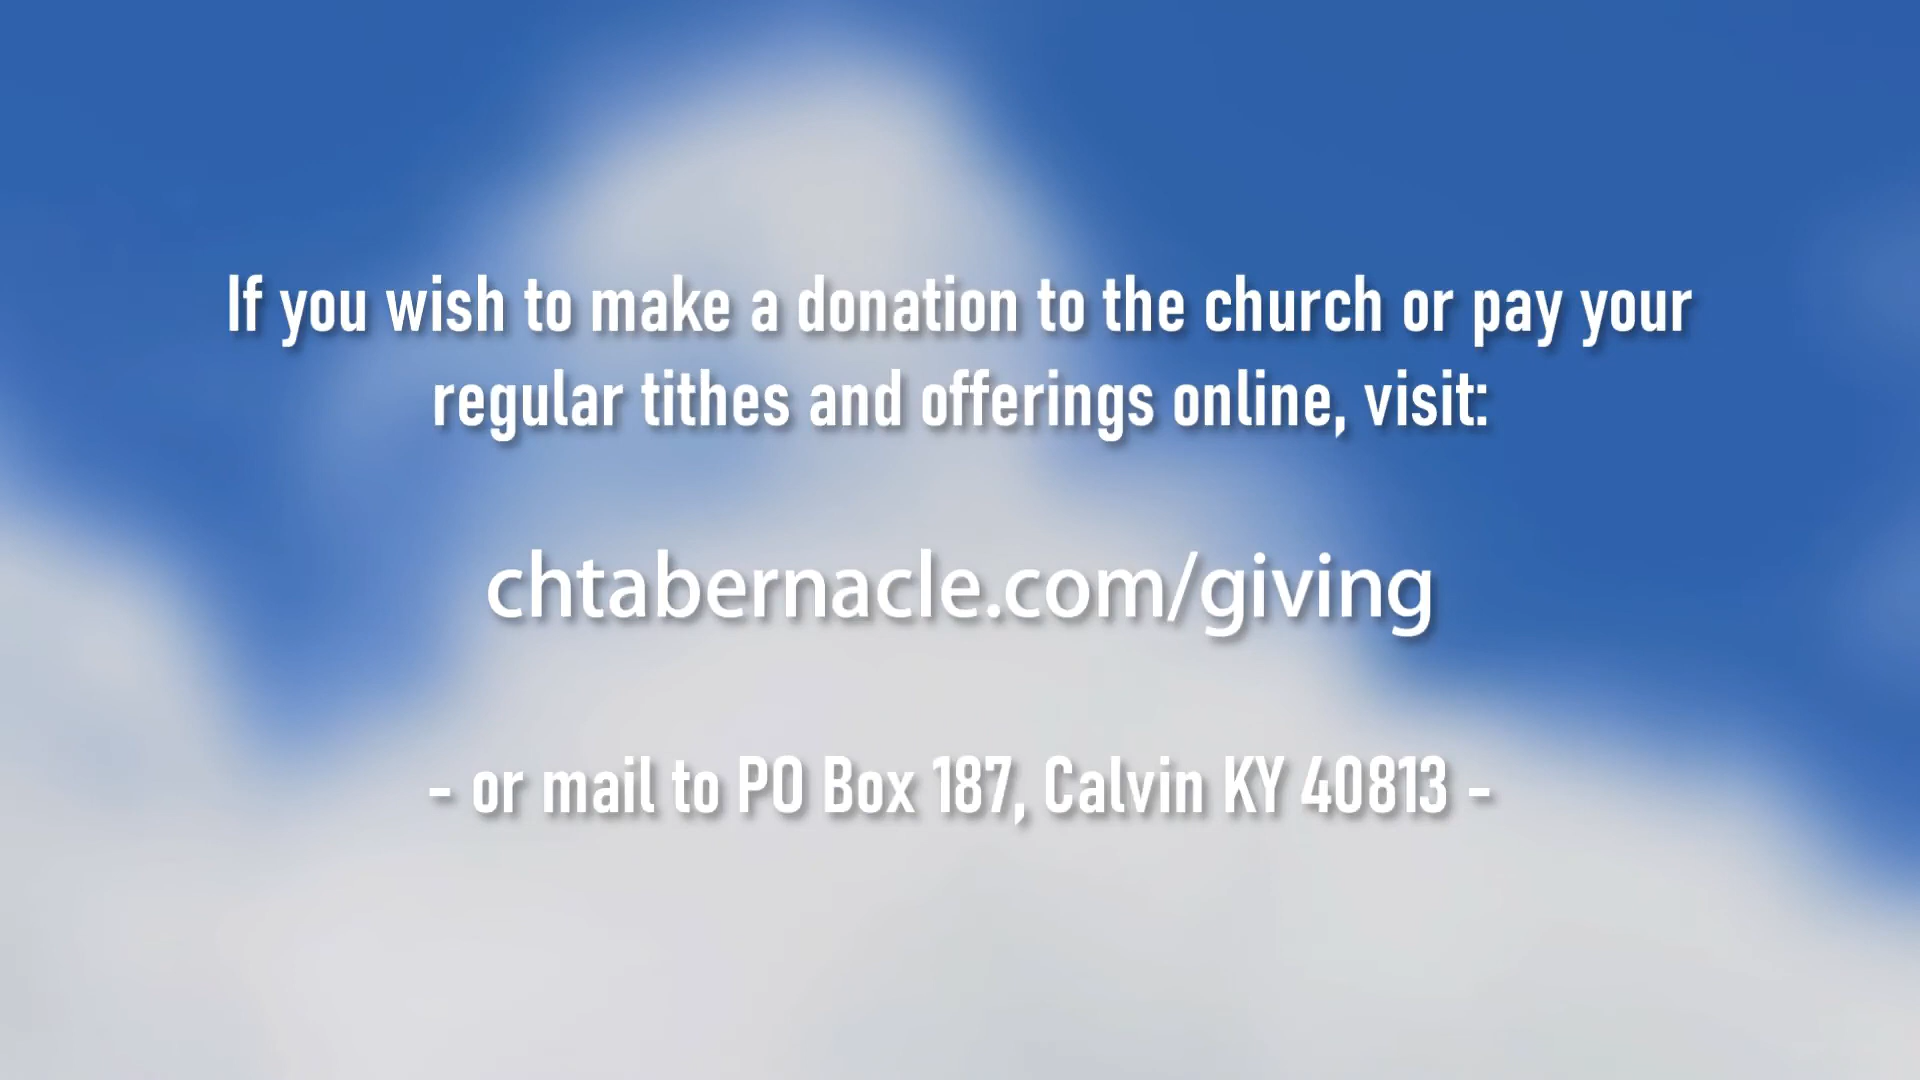 If you wish to make a donation to the church or pay your
regular tithes and offerings online, visit:
chtabernacle.com/giving
- or mail to PO Box 187, Calvin KY 40813 -